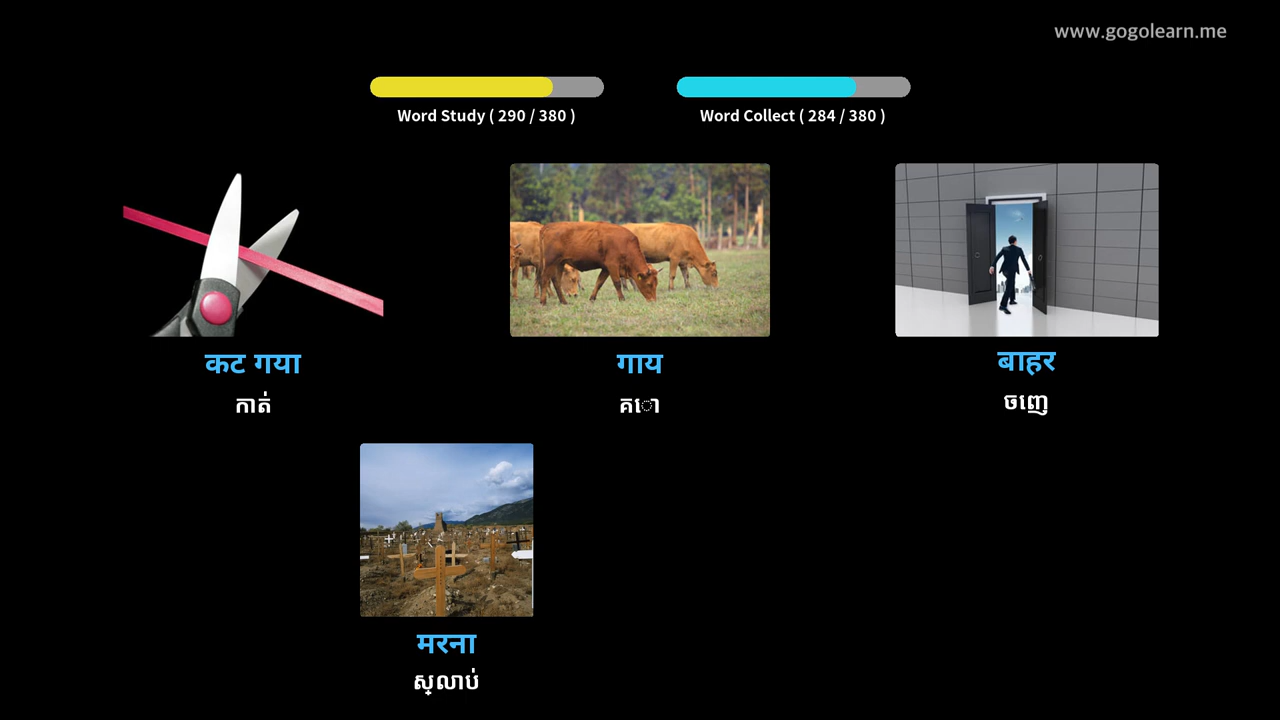 www.gogolearn.me
Word Study ( 290 / 380 )
Word Collect ( 284 / 380 )
कट गया
गाय
बाहर
កាត់
គោ
ចេញ
मरना
ស្លាប់